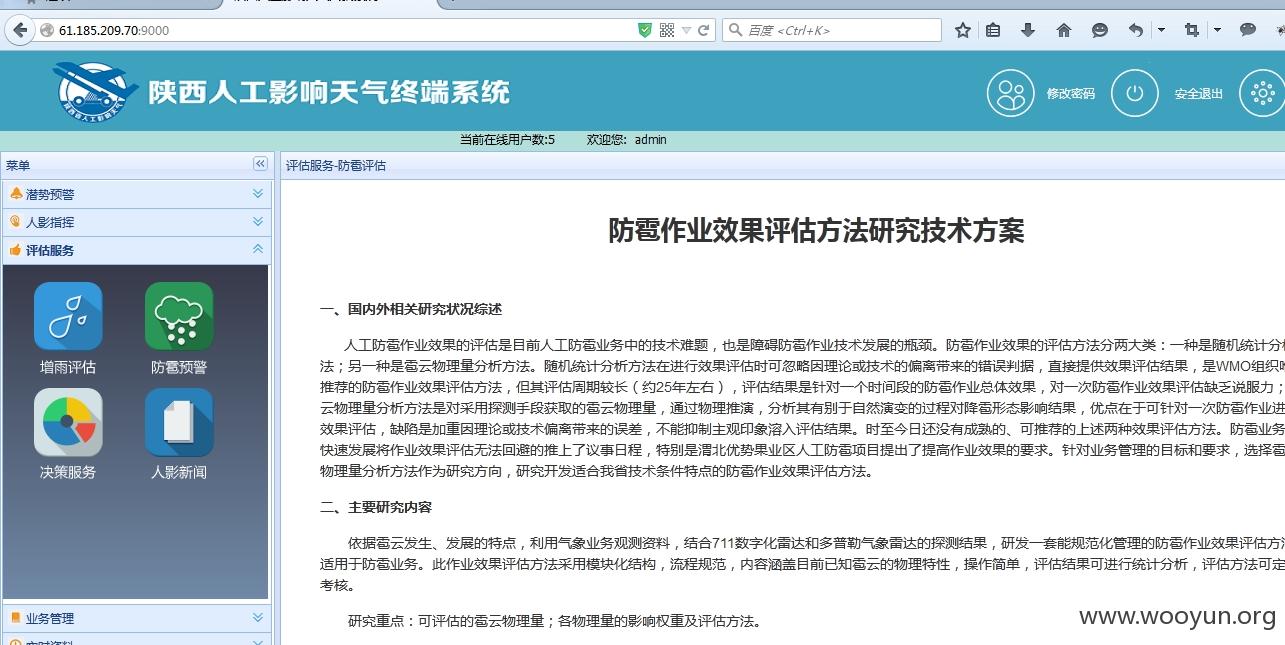 61.185.209.70:9000
百度 <Ctrl+K>
陕西人工影响天气终端系统
修改密码
安全退出
陕西省人工影响天气
当前在线用户数:5 欢迎您: admin
菜单
评估服务-防雹评估
潜势预警
人影指挥
评估服务
增雨评估
防雹预警
决策服务
人影新闻
业务管理
防雹作业效果评估方法研究技术方案
一、国内外相关研究状况综述
人工防雹作业效果的评估是目前人工防雹业务中的技术难题，也是障碍防雹作业技术发展的瓶颈。防雹作业效果的评估方法分两大类：一种是随机统计分析
法；另一种是雹云物理量分析方法。随机统计分析方法在进行效果评估时可忽略因理论或技术的偏离带来的错误判据，直接提供效果评估结果，是WMO组织
推荐的防雹作业效果评估方法，但其评估周期较长（约25年左右），评估结果是针对一个时间段的防雹作业总体效果，对一次防雹作业效果评估缺乏说服力；
云物理量分析方法是对采用探测手段获取的雹云物理量，通过物理推演，分析其有别于自然演变的过程对降雹形态影响结果，优点在于可针对一次防雹作业进
效果评估，缺陷是加重因理论或技术偏离带来的误差，不能抑制主观印象溶入评估结果。时至今日还没有成熟的、可推荐的上述两种效果评估方法。防雹业务
快速发展将作业效果评估无法回避的推上了议事日程，特别是渭北优势果业区人工防雹项目提出了提高作业效果的要求。针对业务管理的目标和要求，选择雹
物理量分析方法作为研究方向，研究开发适合我省技术条件特点的防雹作业效果评估方法。
二、主要研究内容
依据雹云发生、发展的特点，利用气象业务观测资料，结合711数字化雷达和多普勒气象雷达的探测结果，研发一套能规范化管理的防雹作业效果评估方法
适用于防雹业务。此作业效果评估方法采用模块化结构，流程规范，内容涵盖目前已知雹云的物理特性，操作简单，评估结果可进行统计分析，评估方法可定
考核。
研究重点：可评估的雹云物理量；各物理量的影响权重及评估方法。
www.wooyun.org